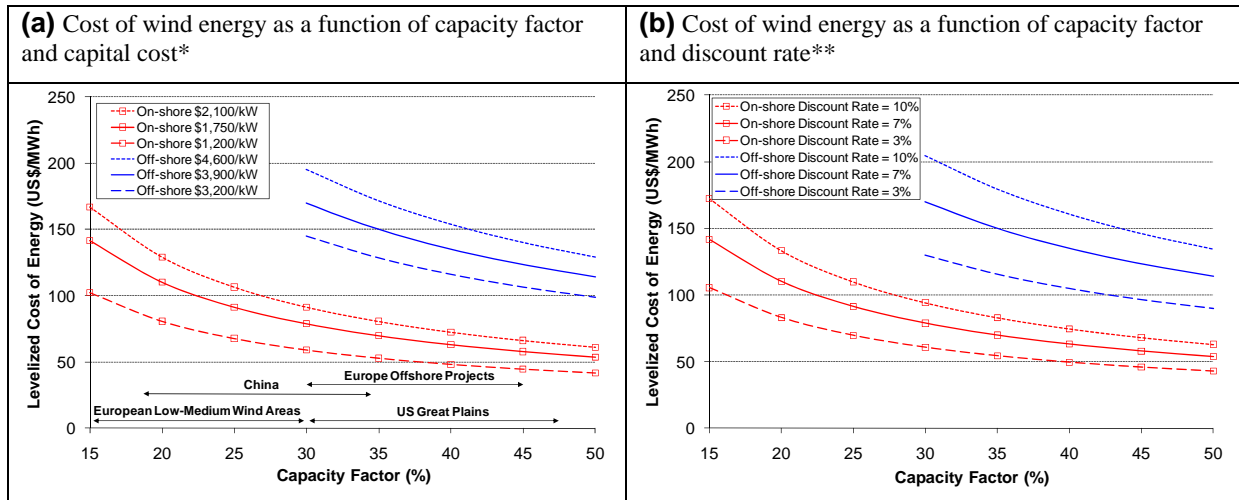 (a) Cost of wind energy as a function of capacity factor
and capital cost*
(b) Cost of wind energy as a function of capacity factor
and discount rate**
Levelized Cost of Energy (US$/MWh)
250
200
150
100
50
0
On-shore $2,100/kW
On-shore $1,750/kW
On-shore $1,200/kW
Off-shore $4,600/kW
Off-shore $3,900/kW
Off-shore $3,200/kW
Europe Offshore Projects
China
European Low-Medium Wind Areas
US Great Plains
15 20 25 30 35 40 45 50
Capacity Factor (%)
Levelized Cost of Energy (US$/MWh)
250
200
150
100
50
0
On-shore Discount Rate = 10%
On-shore Discount Rate = 7%
On-shore Discount Rate = 3%
Off-shore Discount Rate = 10%
Off-shore Discount Rate = 7%
Off-shore Discount Rate = 3%
15 20 25 30 35 40 45 50
Capacity Factor (%)